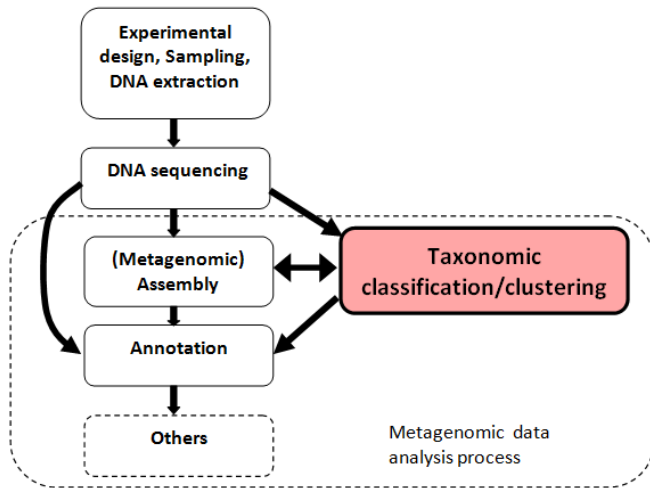 Experimental
design, Sampling,
DNA extraction
DNA sequencing
(Metagenomic)
Assembly
Taxonomic
classification/clustering
Annotation
Others
Metagenomic data
analysis process